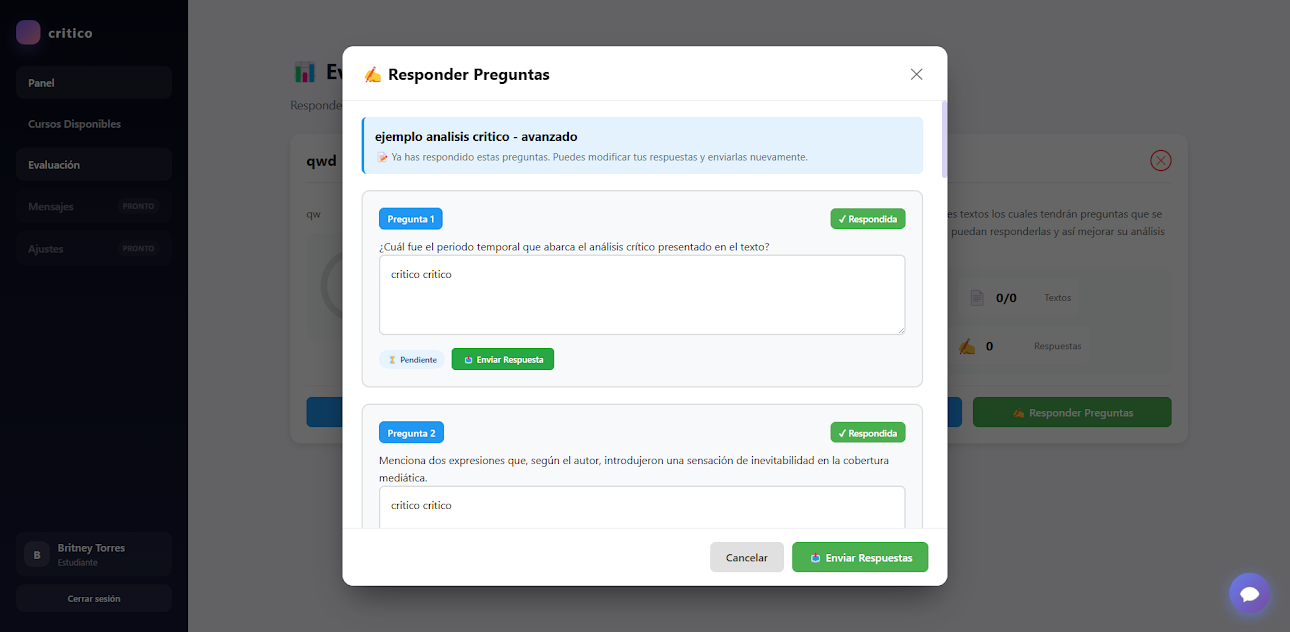 critico
Panel
Cursos Disponibles
Evaluación
Mensajes PRONTO
Ajustes PRONTO
B Britney Torres
Estudiante
Cerrar sesión
Responde
qwd
qw
es textos los cuales tendrán preguntas que se
puedan responderlas y así mejorar su análisis
0/0 Textos
0 Respuestas
Responder Preguntas
Responder Preguntas
ejemplo analisis critico - avanzado
Ya has respondido estas preguntas. Puedes modificar tus respuestas y enviarlas nuevamente.
Pregunta 1 ✓ Respondida
¿Cuál fue el periodo temporal que abarca el análisis crítico presentado en el texto?
critico critico
Pendiente Enviar Respuesta
Pregunta 2 ✓ Respondida
Menciona dos expresiones que, según el autor, introdujeron una sensación de inevitabilidad en la cobertura
mediática.
critico critico
Cancelar Enviar Respuestas